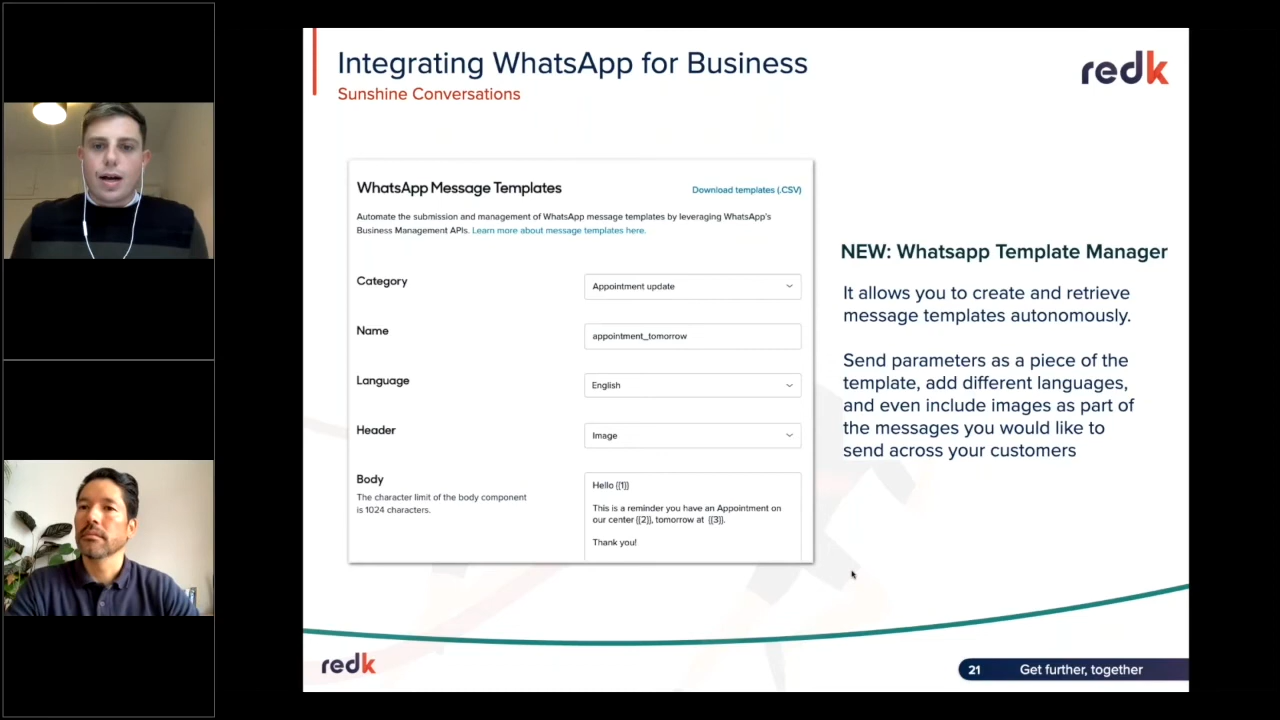 Integrating WhatsApp for Business
Sunshine Conversations
redk
WhatsApp Message Templates
Download templates (.CSV)
Automate the submission and management of WhatsApp message templates by leveraging WhatsApp's
Business Management APIs. Learn more about message templates here.
Category
Appointment update
Name
appointment_tomorrow
Language
English
Header
Image
Body
The character limit of the body component
is 1024 characters.
Hello {{1}}
This is a reminder you have an Appointment on
our center {{2}}, tomorrow at {{3}}.
Thank you!
NEW: Whatsapp Template Manager
It allows you to create and retrieve
message templates autonomously.
Send parameters as a piece of the
template, add different languages,
and even include images as part of
the messages you would like to
send across your customers
redk
21
Get further, together